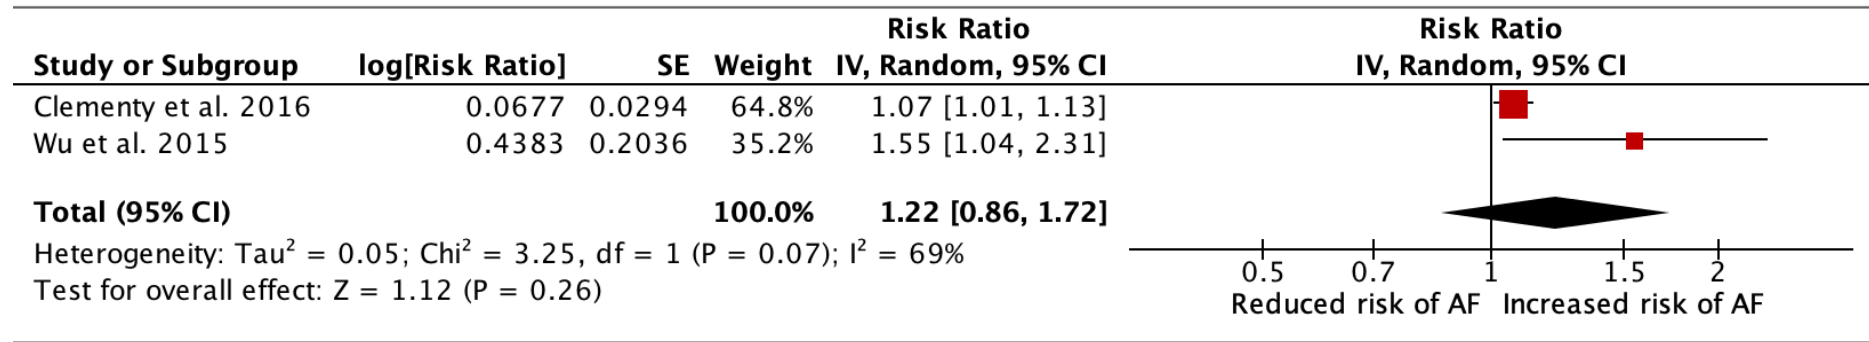 Risk Ratio Risk Ratio
Study or Subgroup log[Risk Ratio] SE Weight IV, Random, 95% CI IV, Random, 95% CI
Clementy et al. 2016 0.0677 0.0294 64.8% 1.07 [1.01, 1.13]
Wu et al. 2015 0.4383 0.2036 35.2% 1.55 [1.04, 2.31]
Total (95% CI) 100.0% 1.22 [0.86, 1.72]
Heterogeneity: Tau² = 0.05; Chi² = 3.25, df = 1 (P = 0.07); I² = 69%
Test for overall effect: Z = 1.12 (P = 0.26)
0.5 0.7 1 1.5 2
Reduced risk of AF Increased risk of AF